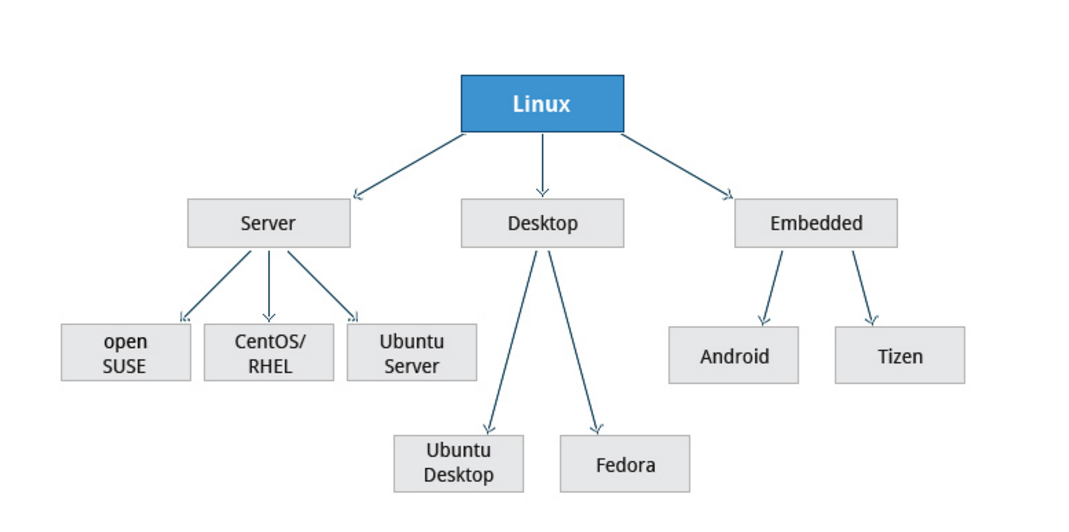 Linux
Server
Desktop
Embedded
open
SUSE
CentOS/
RHEL
Ubuntu
Server
Android
Tizen
Ubuntu
Desktop
Fedora